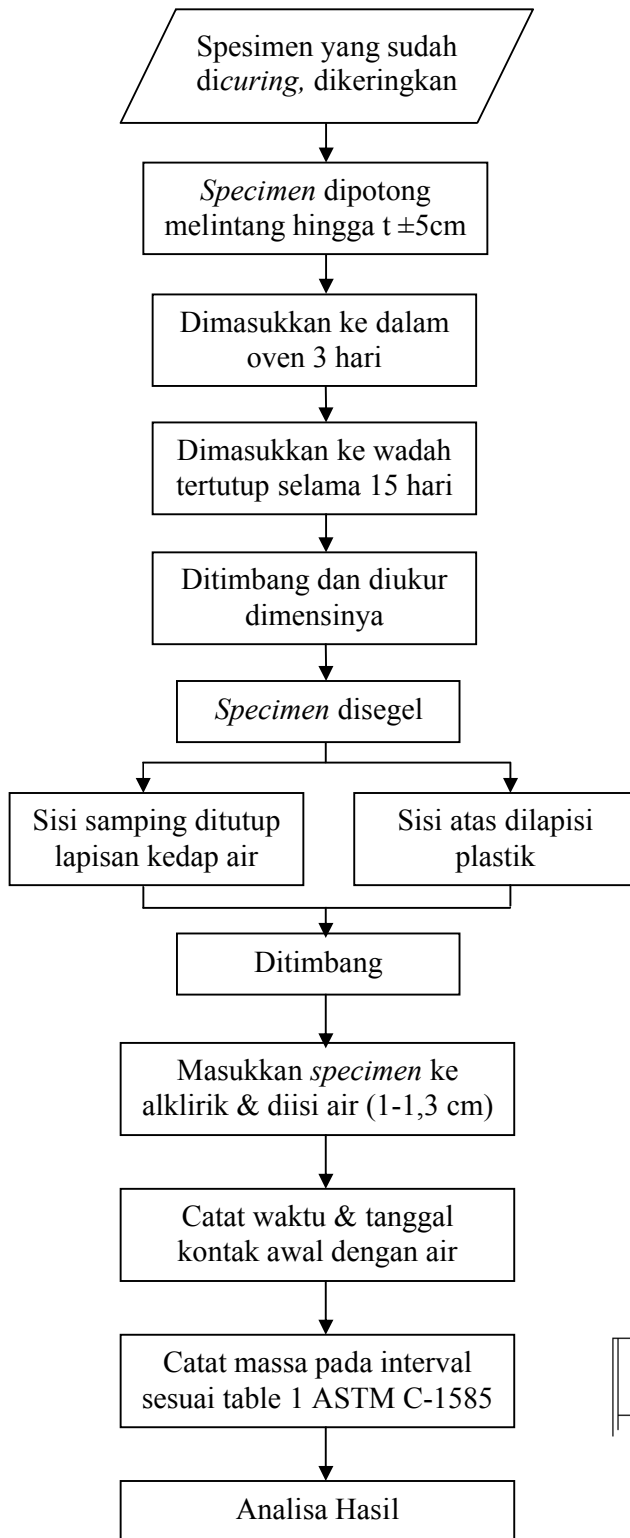 Spesimen yang sudah
dicuring, dikeringkan
Specimen dipotong
melintang hingga t ±5cm
Dimasukkan ke dalam
oven 3 hari
Dimasukkan ke wadah
tertutup selama 15 hari
Ditimbang dan diukur
dimensinya
Specimen disegel
Sisi samping ditutup
lapisan kedap air
Sisi atas dilapisi
plastik
Ditimbang
Masukkan specimen ke
alklirik & diisi air (1-1,3 cm)
Catat waktu & tanggal
kontak awal dengan air
Catat massa pada interval
sesuai table 1 ASTM C-1585
Analisa Hasil